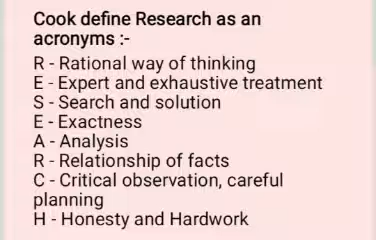 Cook define Research as an
acronyms :-
R - Rational way of thinking
E - Expert and exhaustive treatment
S - Search and solution
E - Exactness
A - Analysis
R - Relationship of facts
C - Critical observation, careful
planning
H - Honesty and Hardwork